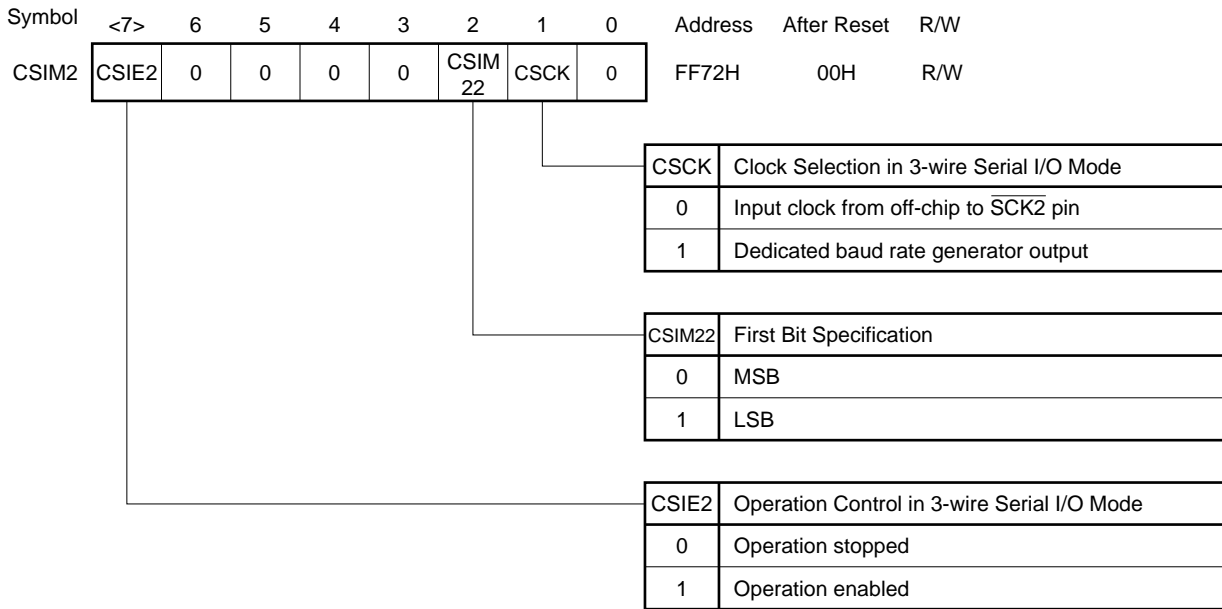 Symbol <7> 6 5 4 3 2 1 0 Address After Reset R/W
CSIM2 CSIE2 0 0 0 0 CSIM 22 CSCK 0 FF72H 00H R/W
CSCK Clock Selection in 3-wire Serial I/O Mode
0 Input clock from off-chip to S̅C̅K̅2̅ pin
1 Dedicated baud rate generator output
CSIM22 First Bit Specification
0 MSB
1 LSB
CSIE2 Operation Control in 3-wire Serial I/O Mode
0 Operation stopped
1 Operation enabled